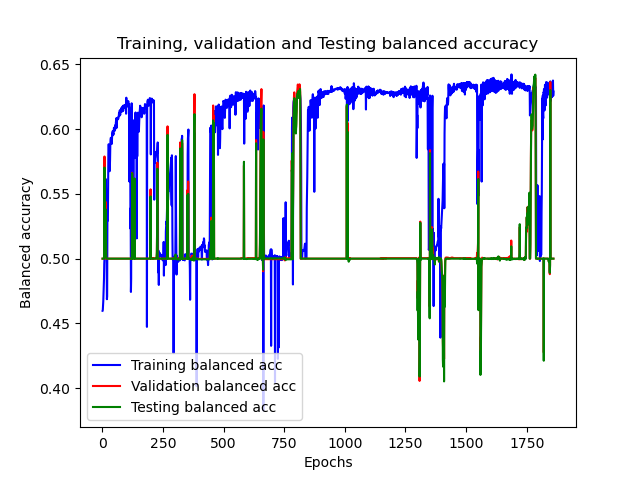 Training, validation and Testing balanced accuracy
Balanced accuracy
0.65
0.60
0.55
0.50
0.45
0.40
Training balanced acc
Validation balanced acc
Testing balanced acc
0 250 500 750 1000 1250 1500 1750
Epochs